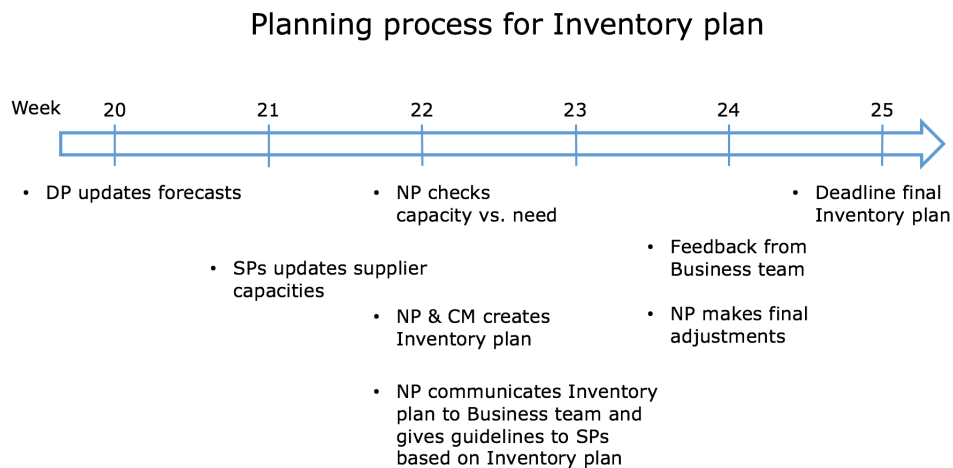 Planning process for Inventory plan
Week 20 21 22 23 24 25
• DP updates forecasts
• SPs updates supplier
capacities
• NP checks
capacity vs. need
• NP & CM creates
Inventory plan
• NP communicates Inventory
plan to Business team and
gives guidelines to SPs
based on Inventory plan
• Feedback from
Business team
• NP makes final
adjustments
• Deadline final
Inventory plan